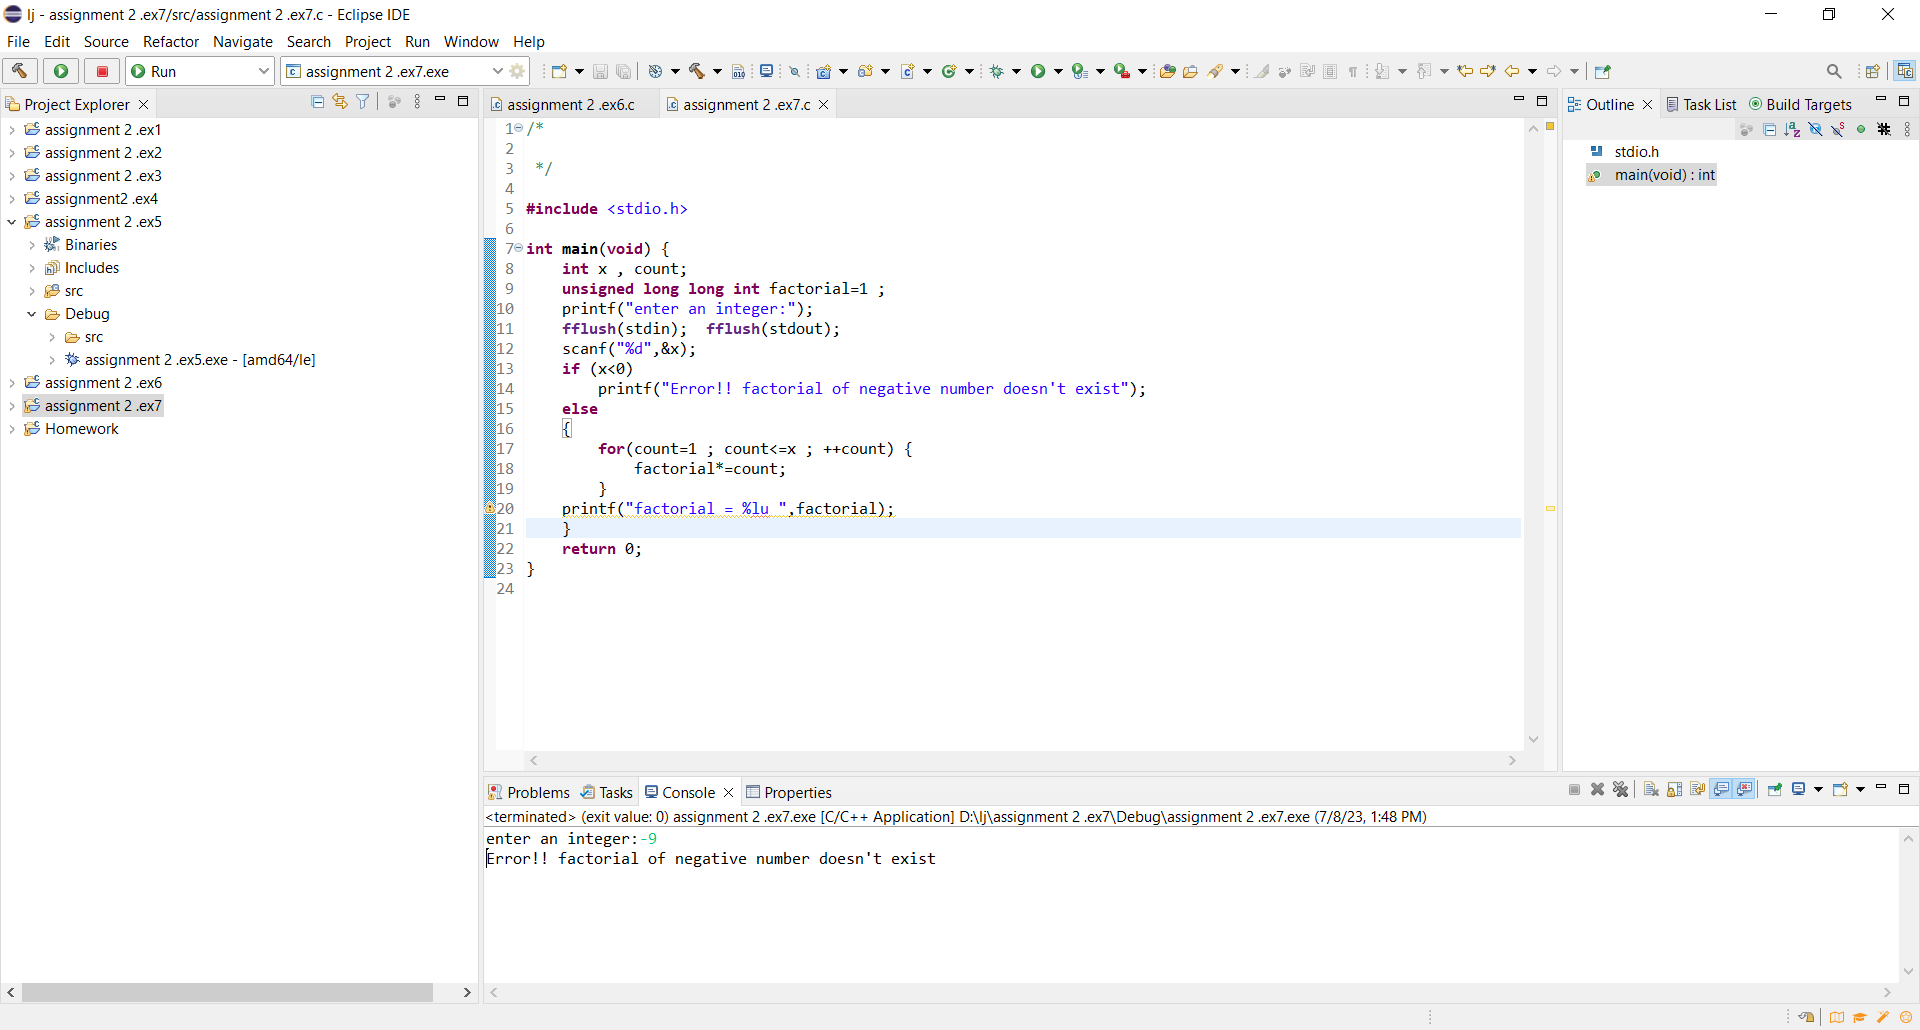 lj - assignment 2 .ex7/src/assignment 2 .ex7.c - Eclipse IDE
File Edit Source Refactor Navigate Search Project Run Window Help
Run assignment 2 .ex7.exe
Project Explorer
assignment 2 .ex1
assignment 2 .ex2
assignment 2 .ex3
assignment2 .ex4
assignment 2 .ex5
Binaries
Includes
src
Debug
src
assignment 2 .ex5.exe - [amd64/le]
assignment 2 .ex6
assignment 2 .ex7
Homework
assignment 2 .ex6.c assignment 2 .ex7.c
1 /*
2
3 */
4
5 #include <stdio.h>
6
7 int main(void) {
8 int x , count;
9 unsigned long long int factorial=1 ;
10 printf("enter an integer:");
11 fflush(stdin); fflush(stdout);
12 scanf("%d",&x);
13 if (x<0)
14 printf("Error!! factorial of negative number doesn't exist");
15 else
16 {
17 for(count=1 ; count<=x ; ++count) {
18 factorial*=count;
19 }
20 printf("factorial = %lu ",factorial);
21 }
22 return 0;
23 }
24
Outline Task List Build Targets
stdio.h
main(void) : int
Problems Tasks Console Properties
<terminated> (exit value: 0) assignment 2 .ex7.exe [C/C++ Application] D:\lj\assignment 2 .ex7\Debug\assignment 2 .ex7.exe (7/8/23, 1:48 PM)
enter an integer:-9
Error!! factorial of negative number doesn't exist